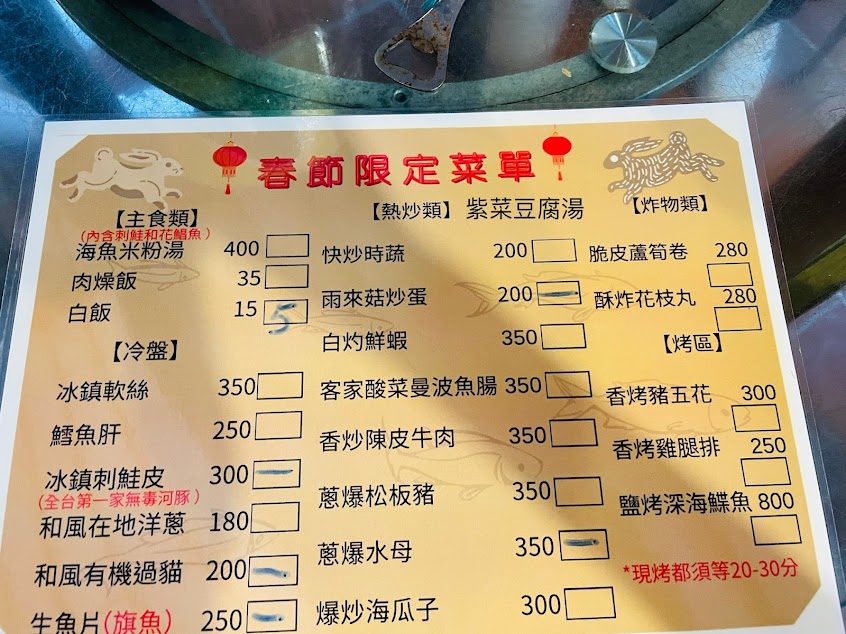 春節限定菜單
【主食類】
(內含刺鮭和花鯧魚)
海魚米粉湯 400
肉燥飯 35
白飯 15 5
【冷盤】
冰鎮軟絲 350
鱈魚肝 250
冰鎮刺鮭皮 300
(全台第一家無毒河豚)
和風在地洋蔥 180
和風有機過貓 200
生魚片(旗魚) 250
【熱炒類】紫菜豆腐湯
快炒時蔬 200
雨來菇炒蛋 200
白灼鮮蝦 350
客家酸菜曼波魚腸 350
香炒陳皮牛肉 350
蔥爆松板豬 350
蔥爆水母 350
爆炒海瓜子 300
【炸物類】
脆皮蘆筍卷 280
酥炸花枝丸 280
【烤區】
香烤豬五花 300
香烤雞腿排 250
鹽烤深海鰈魚 800
*現烤都須等20-30分